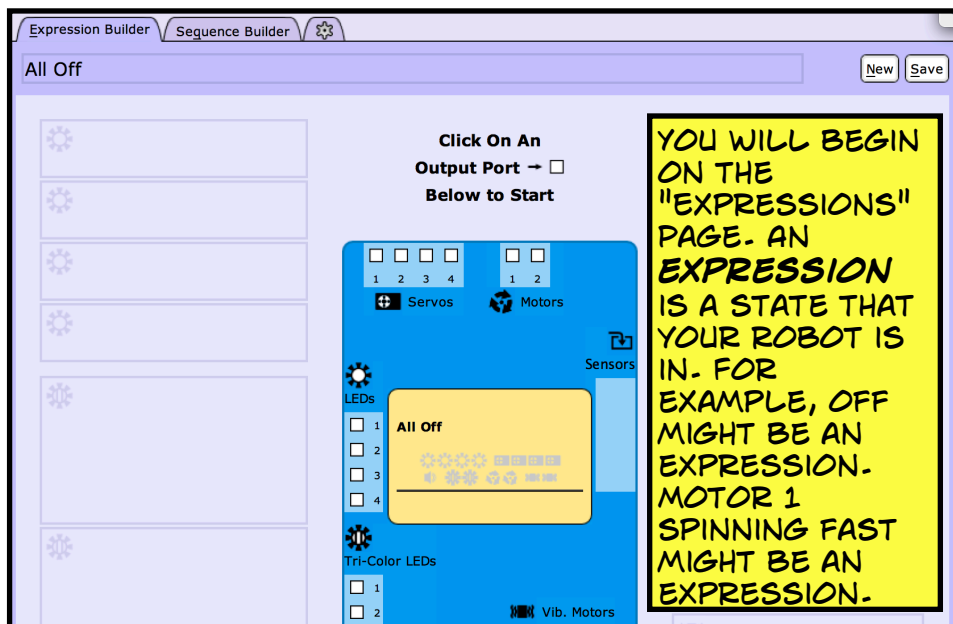 Expression Builder
Sequence Builder
All Off
New
Save
Click On An
Output Port → □
Below to Start
1 2 3 4
Servos
1 2
Motors
Sensors
LEDs
1
2
3
4
All Off
Tri-Color LEDs
1
2
Vib. Motors
YOU WILL BEGIN
ON THE
"EXPRESSIONS"
PAGE. AN
EXPRESSION
IS A STATE THAT
YOUR ROBOT IS
IN. FOR
EXAMPLE, OFF
MIGHT BE AN
EXPRESSION.
MOTOR 1
SPINNING FAST
MIGHT BE AN
EXPRESSION.